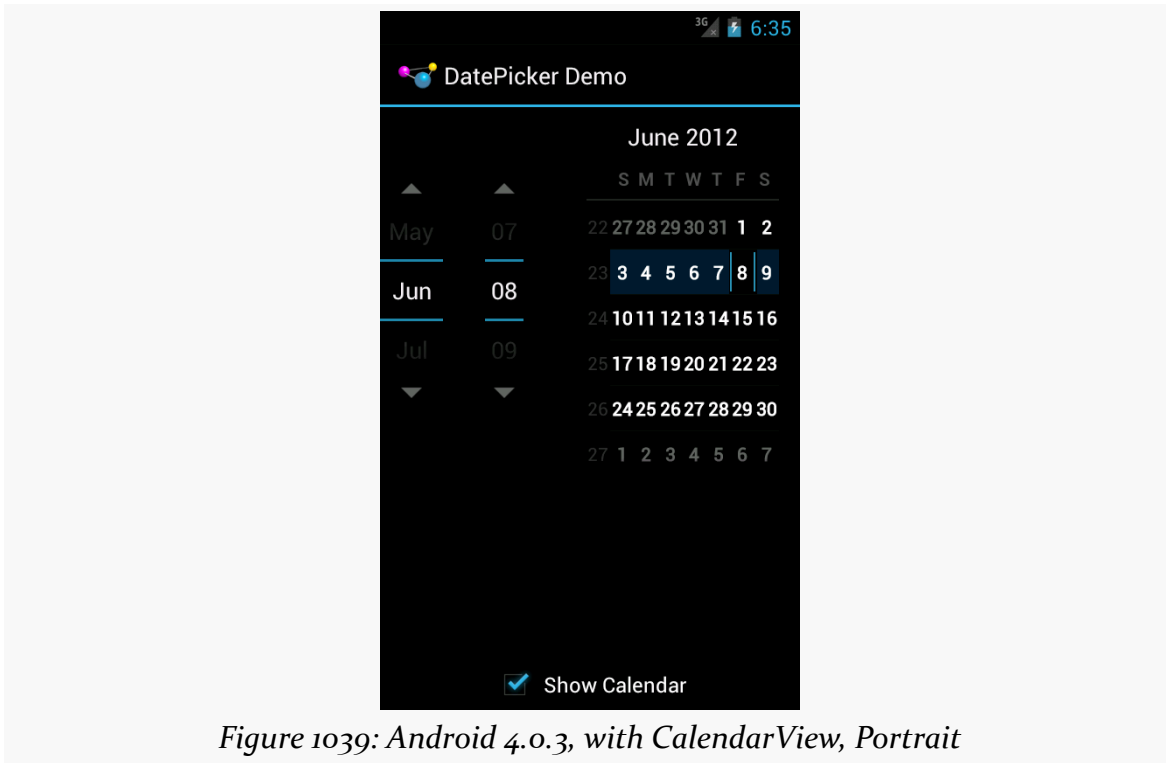 3G 6:35
DatePicker Demo
June 2012
S M T W T F S
May 07
Jun 08
Jul 09
22 27 28 29 30 31 1 2
23 3 4 5 6 7 8 9
24 10 11 12 13 14 15 16
25 17 18 19 20 21 22 23
26 24 25 26 27 28 29 30
27 1 2 3 4 5 6 7
Show Calendar
Figure 1039: Android 4.0.3, with CalendarView, Portrait